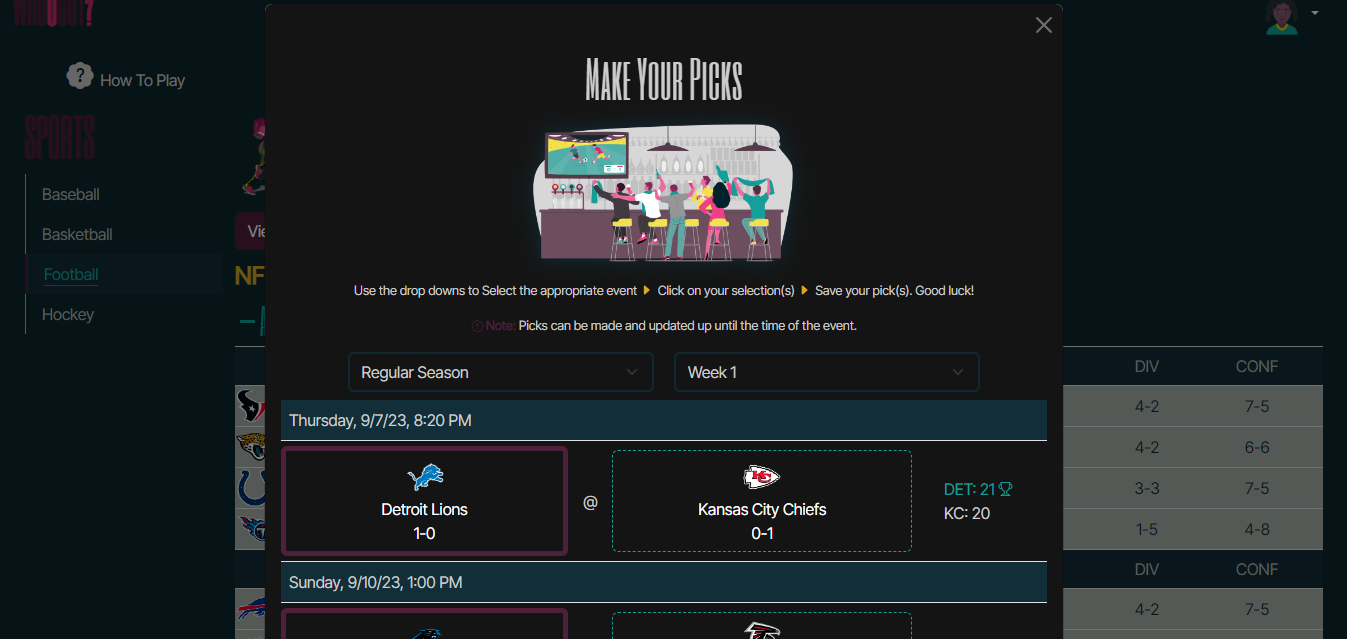 WHOUGOT?
How To Play
SPORTS
Baseball
Basketball
Football
Hockey
MAKE YOUR PICKS
Use the drop downs to Select the appropriate event Click on your selection(s) Save your pick(s). Good luck!
Note: Picks can be made and updated up until the time of the event.
Regular Season
Week 1
Thursday, 9/7/23, 8:20 PM
Detroit Lions
1-0
@
Kansas City Chiefs
0-1
DET: 21
KC: 20
Sunday, 9/10/23, 1:00 PM
DIV CONF
4-2 7-5
4-2 6-6
3-3 7-5
1-5 4-8
DIV CONF
4-2 7-5